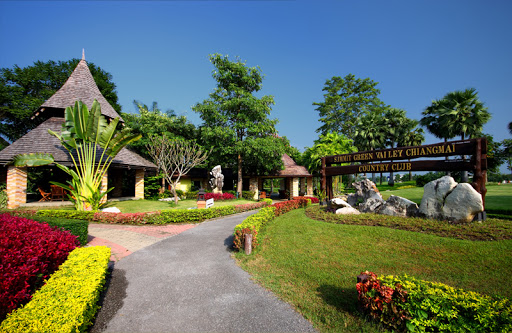 SUMMIT GREEN VALLEY CHIANGMAI
COUNTRY CLUB